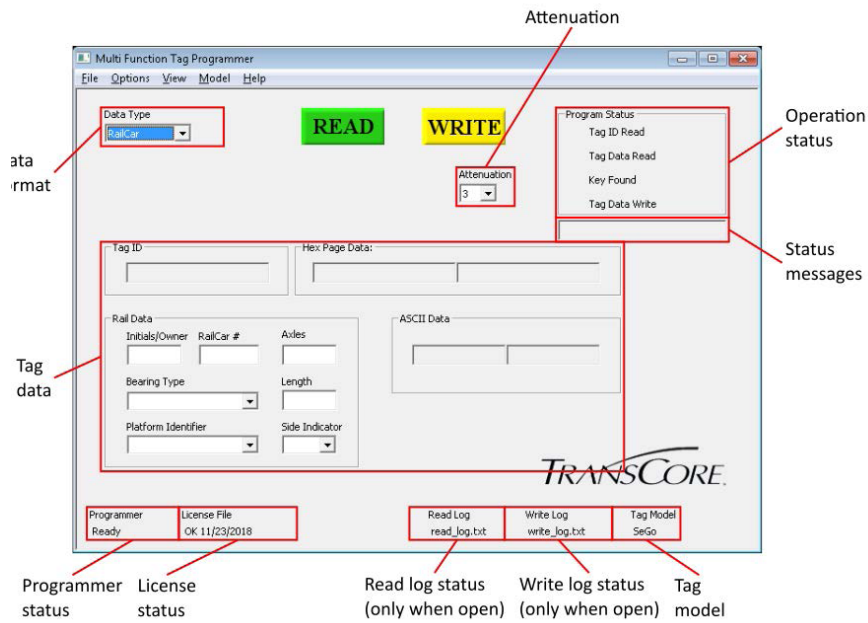 Attenuation
Multi Function Tag Programmer
File Options View Model Help
Data Type
RailCar
READ
WRITE
Attenuation
3
Program Status
Tag ID Read
Tag Data Read
Key Found
Tag Data Write
Operation
status
ata
ormat
Status
messages
Tag ID
Hex Page Data:
Rail Data
Initials/Owner RailCar # Axles
Bearing Type Length
Platform Identifier Side Indicator
ASCII Data
Tag
data
TRANSCORE
Programmer
Ready
License File
OK 11/23/2018
Read Log
read_log.txt
Write Log
write_log.txt
Tag Model
SeGo
Programmer
status
License
status
Read log status
(only when open)
Write log status
(only when open)
Tag
model